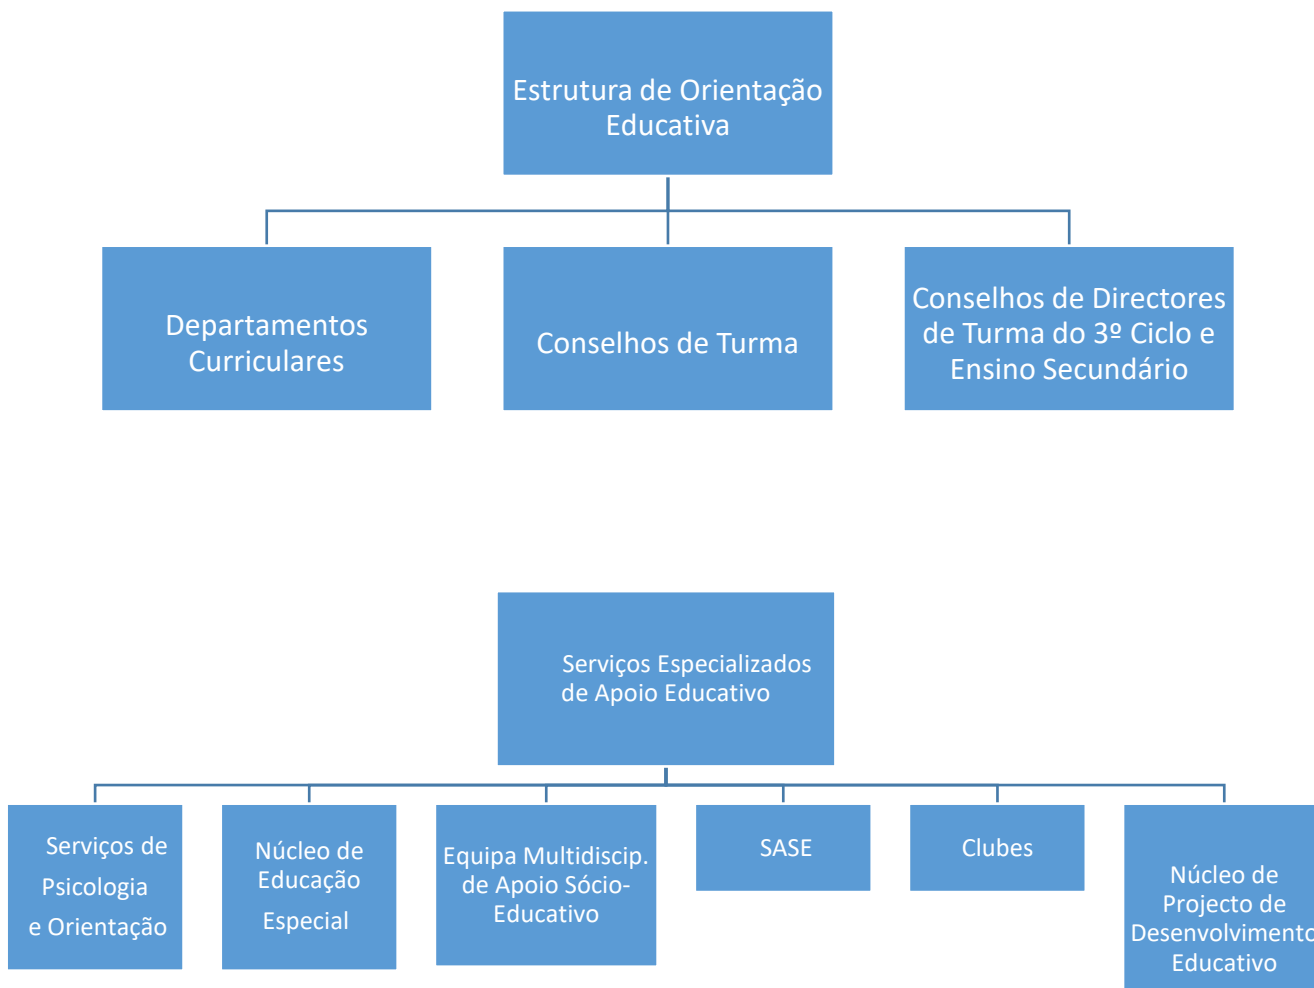 Estrutura de Orientação
Educativa
Departamentos
Curriculares
Conselhos de Turma
Conselhos de Directores
de Turma do 3º Ciclo e
Ensino Secundário
Serviços Especializados
de Apoio Educativo
Serviços de
Psicologia
e Orientação
Núcleo de
Educação
Especial
Equipa Multidiscip.
de Apoio Sócio-
Educativo
SASE
Clubes
Núcleo de
Projecto de
Desenvolvimento
Educativo